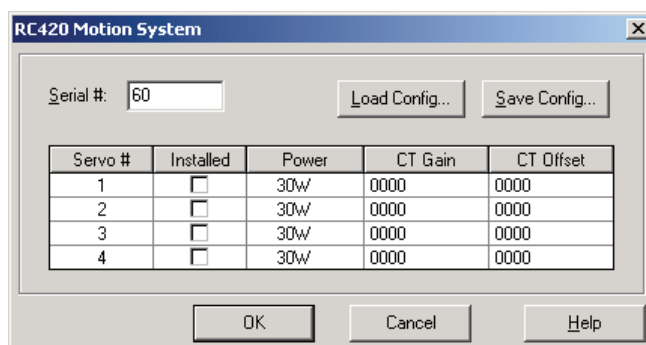 RC420 Motion System
Serial #: 60 Load Config... Save Config...
Servo # Installed Power CT Gain CT Offset
1 30W 0000 0000
2 30W 0000 0000
3 30W 0000 0000
4 30W 0000 0000
OK Cancel Help